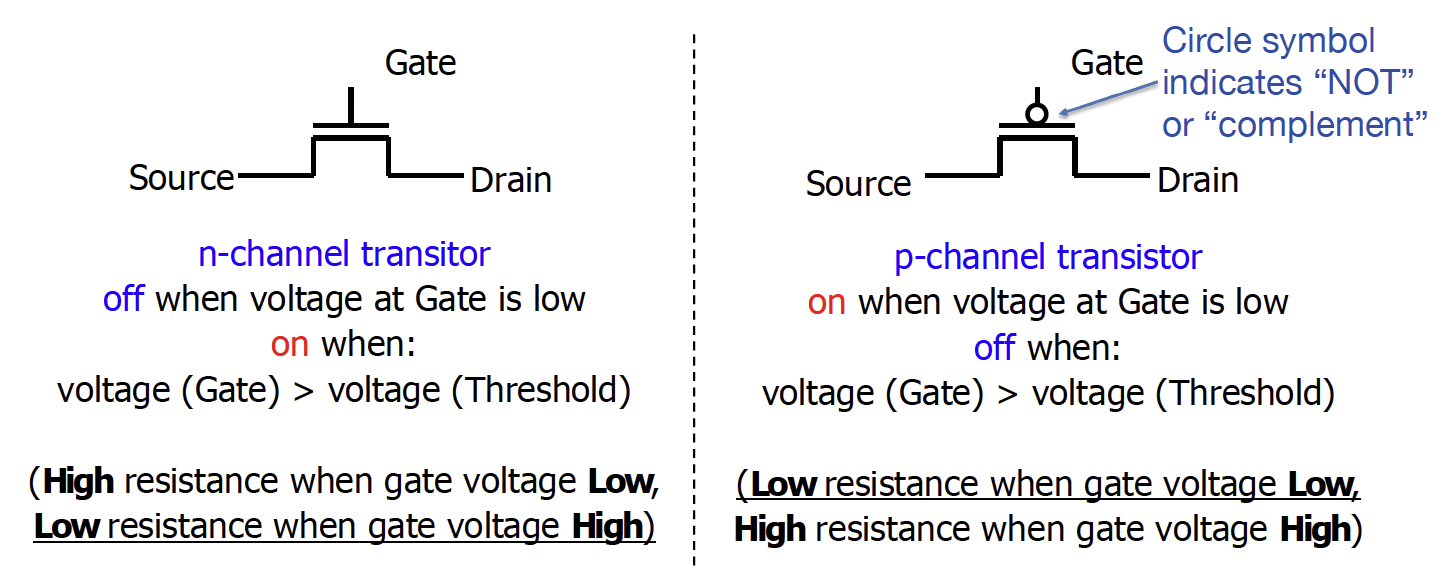 Gate
Source
Drain
n-channel transitor
off when voltage at Gate is low
on when:
voltage (Gate) > voltage (Threshold)
(High resistance when gate voltage Low,
Low resistance when gate voltage High)
Gate
Circle symbol
indicates “NOT”
or “complement”
Source
Drain
p-channel transistor
on when voltage at Gate is low
off when:
voltage (Gate) > voltage (Threshold)
(Low resistance when gate voltage Low,
High resistance when gate voltage High)